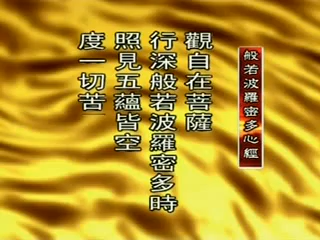 般若波羅密多心經
觀自在菩薩
行深般若波羅密多時
照見五蘊皆空
度一切苦